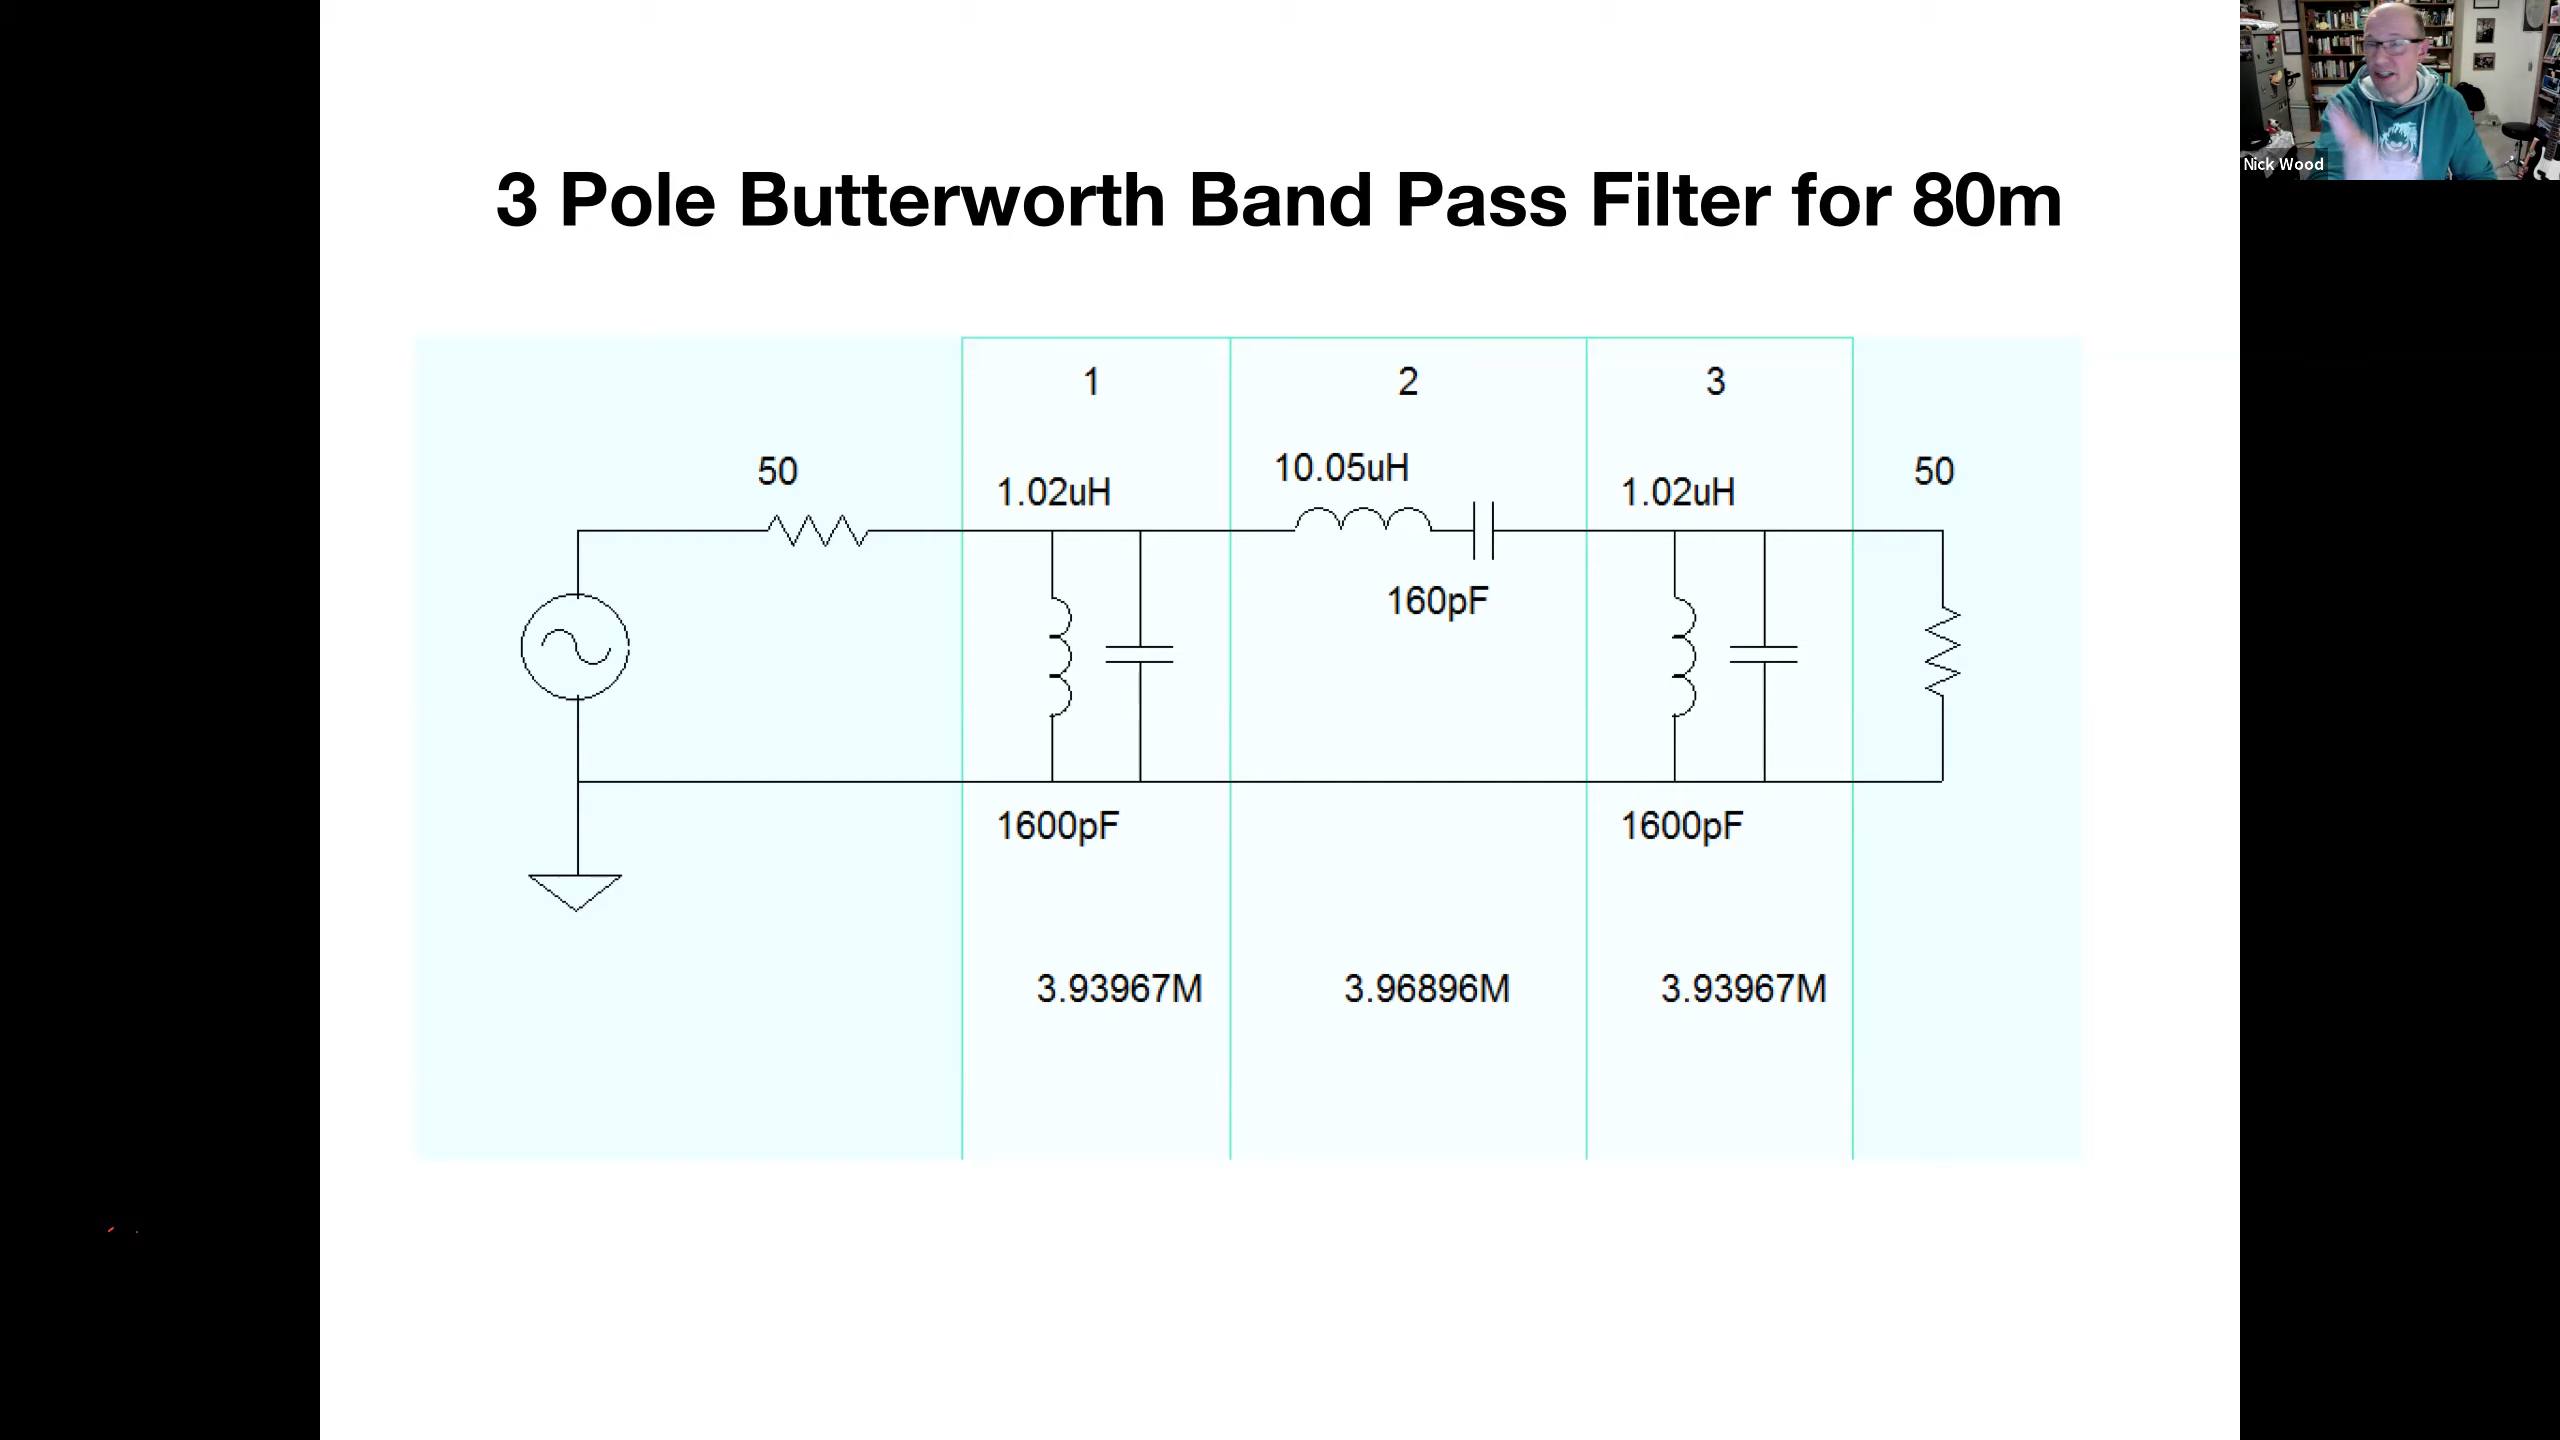 Nick Wood
3 Pole Butterworth Band Pass Filter for 80m
1 2 3
50 1.02uH 10.05uH 1.02uH 50
160pF
1600pF 1600pF
3.93967M 3.96896M 3.93967M